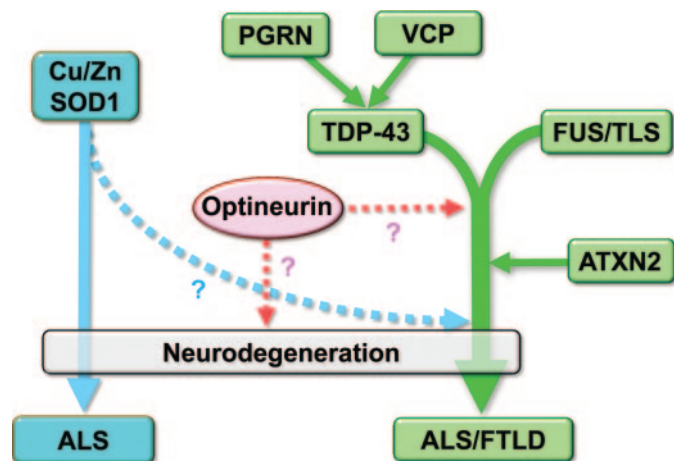 PGRN
VCP
Cu/Zn
SOD1
TDP-43
FUS/TLS
Optineurin
?
?
ATXN2
?
Neurodegeneration
ALS
ALS/FTLD